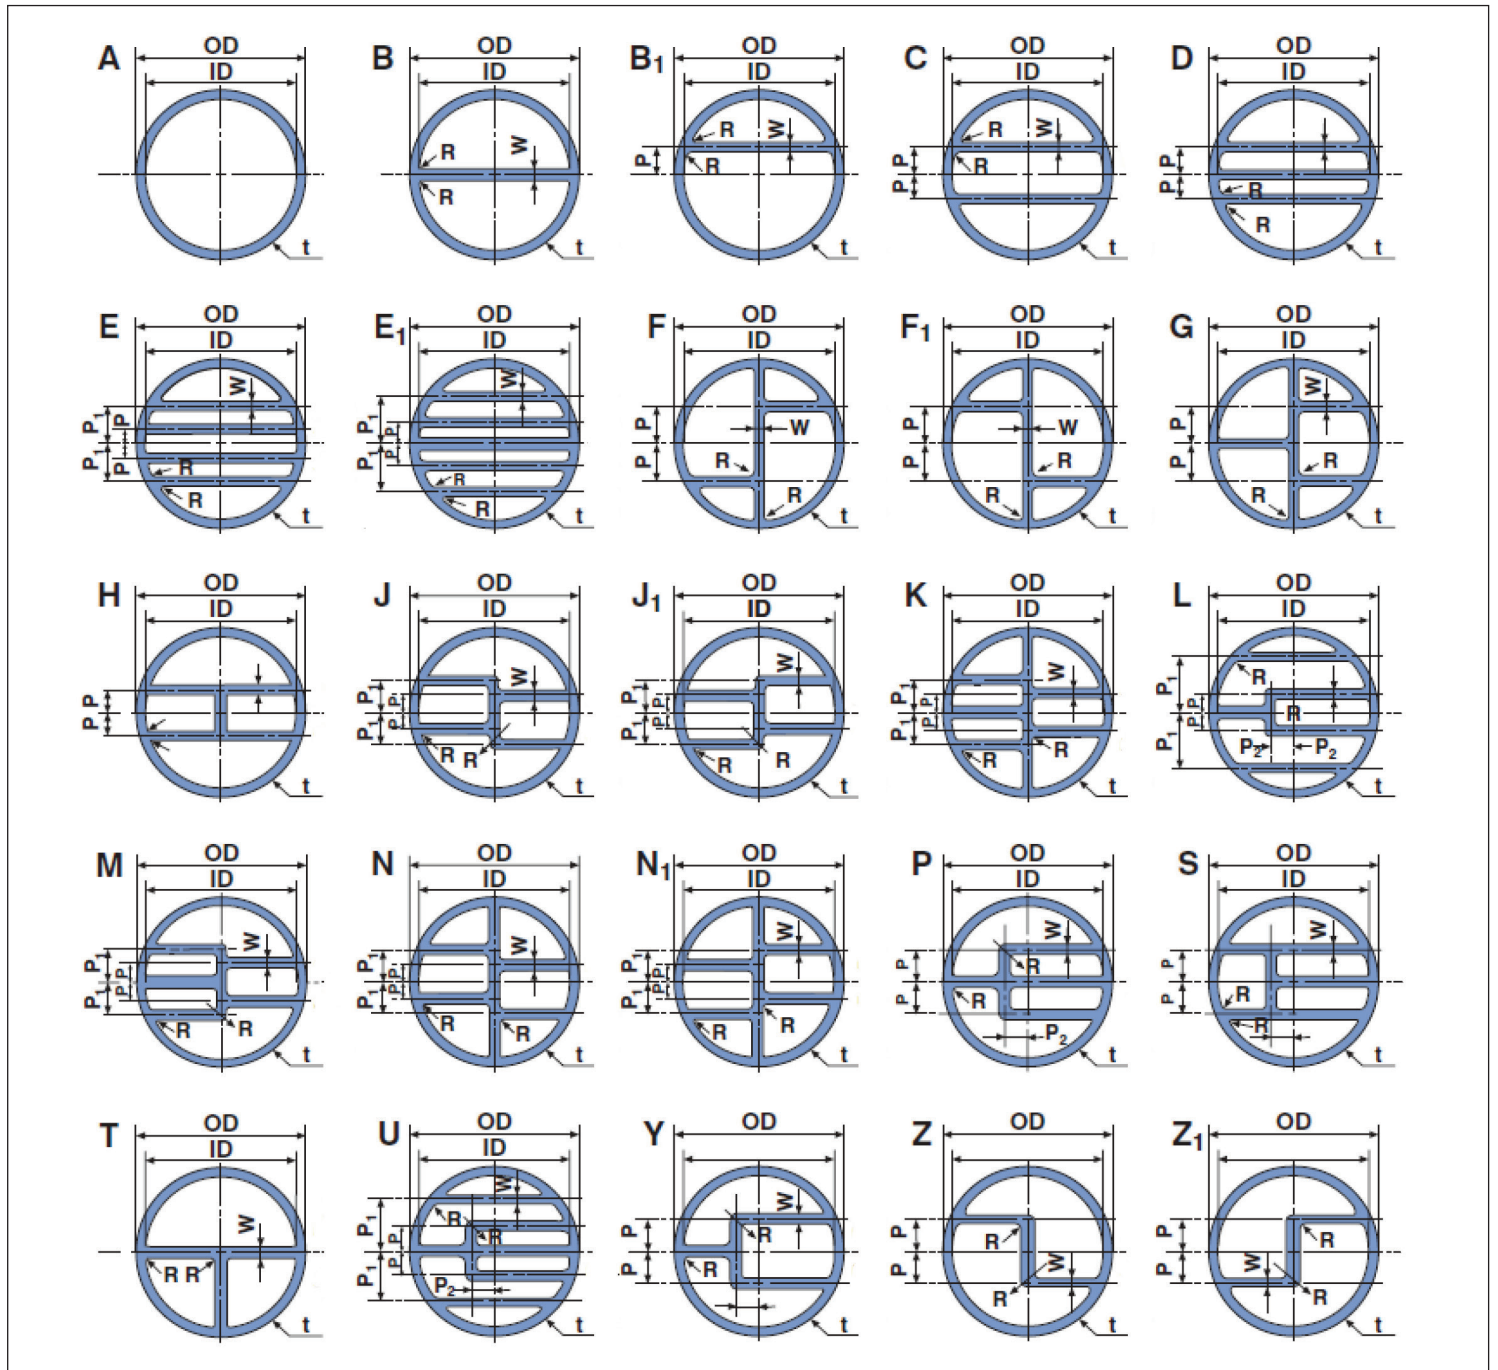 A OD B OD B1 OD C OD D OD
ID ID ID ID ID
R W R W R W
R P R P R P
P P R
R
t t t t t
E OD E1 OD F OD F1 OD G OD
ID ID ID ID ID
W W W
P1 P P1 P P P P
W W
P1 P P1 P P P P
R R R R R
R R R R R
t t t t t
H OD J OD J1 OD K OD L OD
ID ID ID ID ID
W W W R
P P1 P P1 P P1 P P1 P
R
P P1 P P1 P P1 P P1 P2 P2
R R R R R R
t t t t t
M OD N OD N1 OD P OD S OD
ID ID ID ID ID
W W W W W
P1 P P1 P P1 P P R P
P1 P P1 P P1 P P R P R
R R R R R R P2 R
t t t t t
T OD U OD Y OD Z OD Z1 OD
ID ID
W W W
P1 R P R P P R
P R R
R R P P R W P W
P1 P2 R R
t t t t t